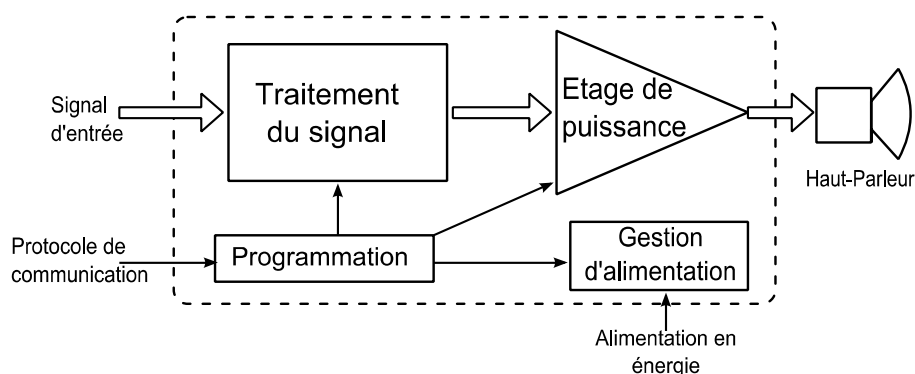 Signal
d'entrée
Traitement
du signal
Etage de
puissance
Haut-Parleur
Protocole de
communication
Programmation
Gestion
d'alimentation
Alimentation en
énergie